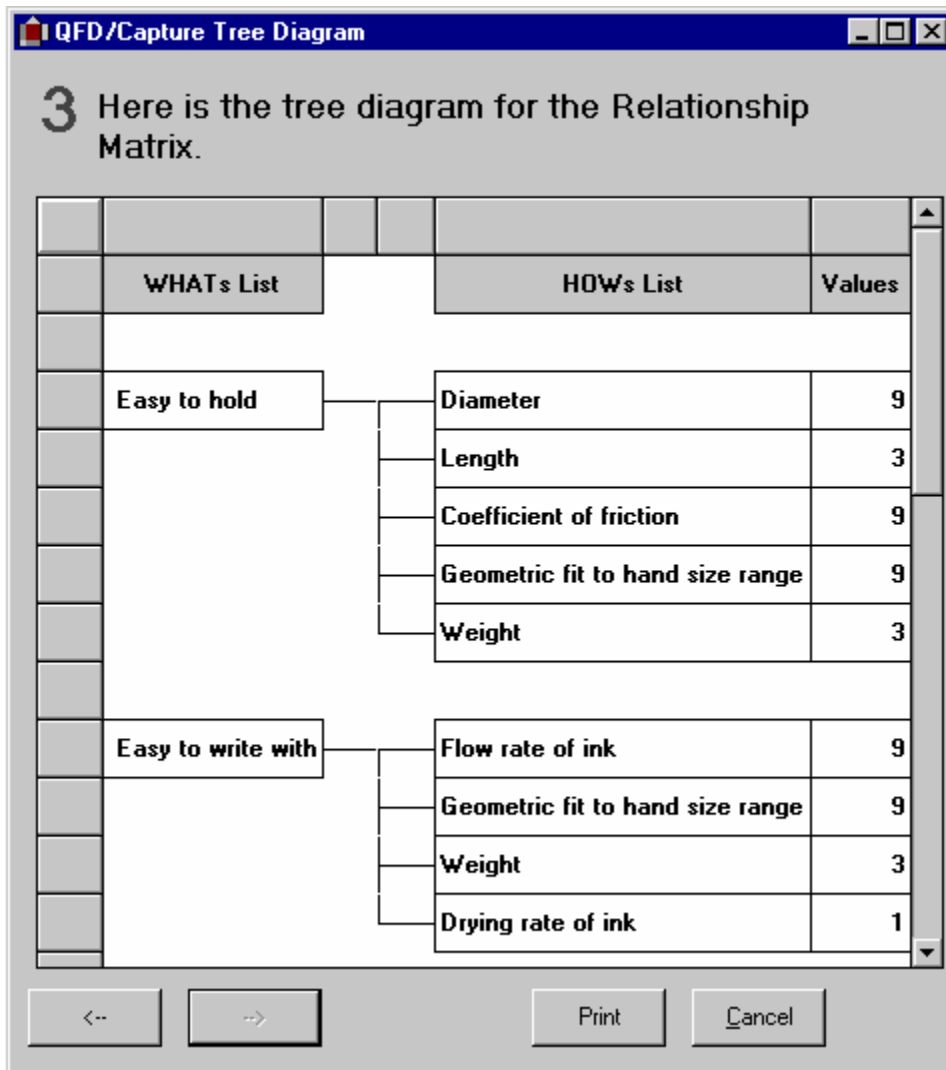 QFD/Capture Tree Diagram
3 Here is the tree diagram for the Relationship
Matrix.
WHATs List HOWs List Values
Easy to hold Diameter 9
Length 3
Coefficient of friction 9
Geometric fit to hand size range 9
Weight 3
Easy to write with Flow rate of ink 9
Geometric fit to hand size range 9
Weight 3
Drying rate of ink 1
<-- --> Print Cancel